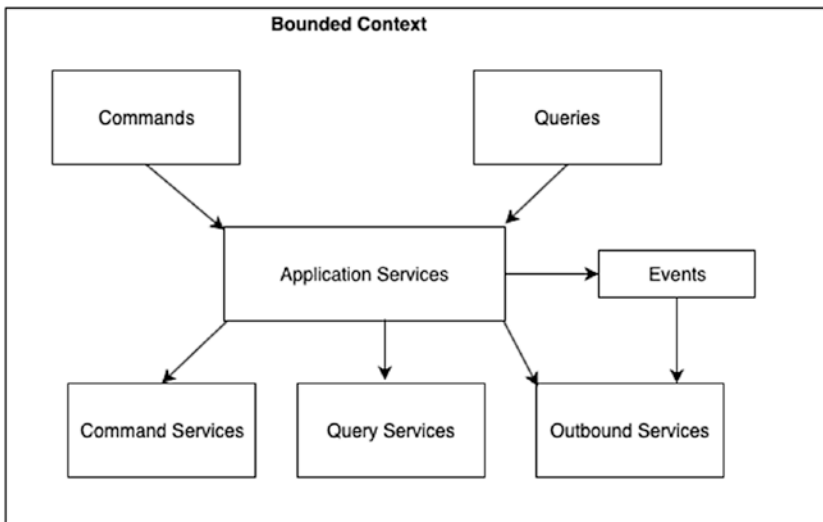 Bounded Context
Commands
Queries
Application Services
Events
Command Services
Query Services
Outbound Services